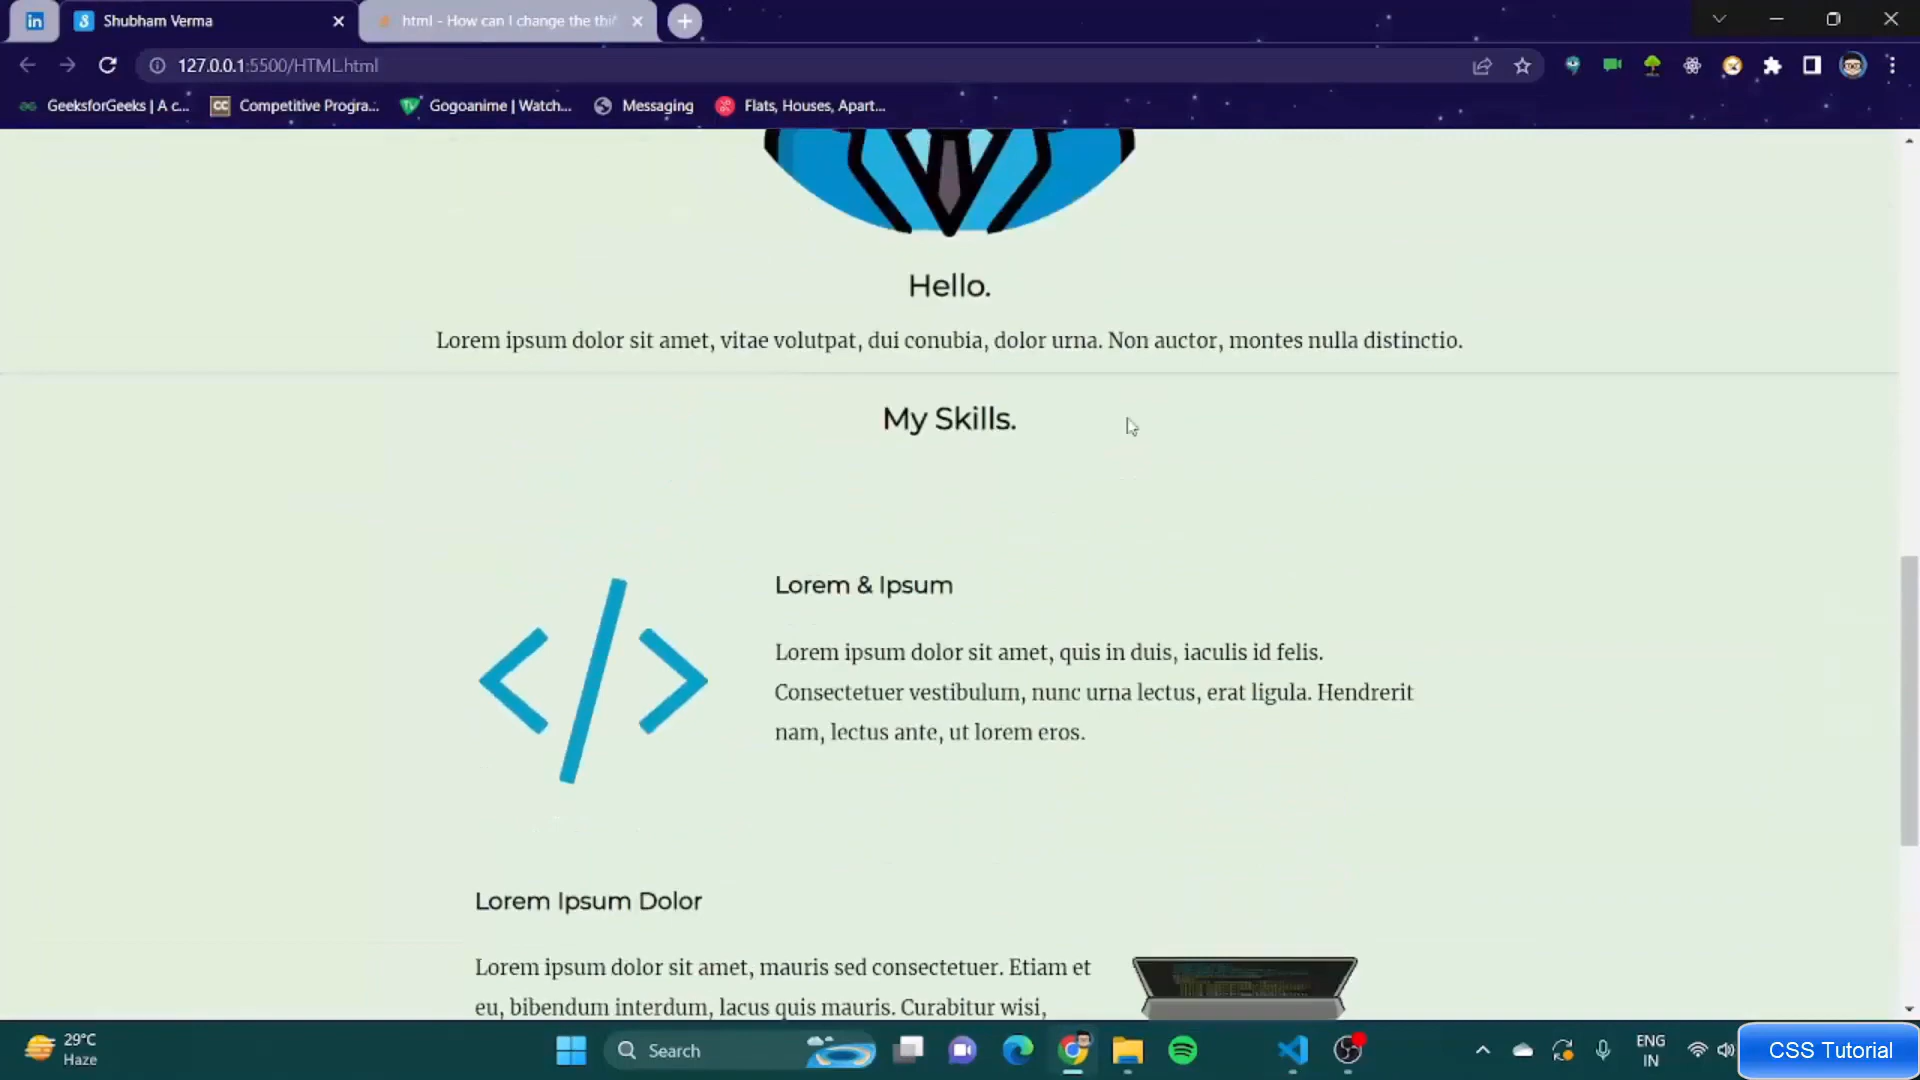 Shubham Verma
html - How can I change the thi
127.0.0.1:5500/HTML.html
GeeksforGeeks | A c...
CC Competitive Progra...
Gogoanime | Watch...
Messaging
Flats, Houses, Apart...
Hello.
Lorem ipsum dolor sit amet, vitae volutpat, dui conubia, dolor urna. Non auctor, montes nulla distinctio.
My Skills.
Lorem & Ipsum
Lorem ipsum dolor sit amet, quis in duis, iaculis id felis.
Consectetuer vestibulum, nunc urna lectus, erat ligula. Hendrerit
nam, lectus ante, ut lorem eros.
Lorem Ipsum Dolor
Lorem ipsum dolor sit amet, mauris sed consectetuer. Etiam et
eu, bibendum interdum, lacus quis mauris. Curabitur wisi,
29°C
Haze
Search
ENG
IN
CSS Tutorial